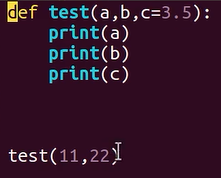 def test(a,b,c=3.5):
    print(a)
    print(b)
    print(c)
test(11,22)